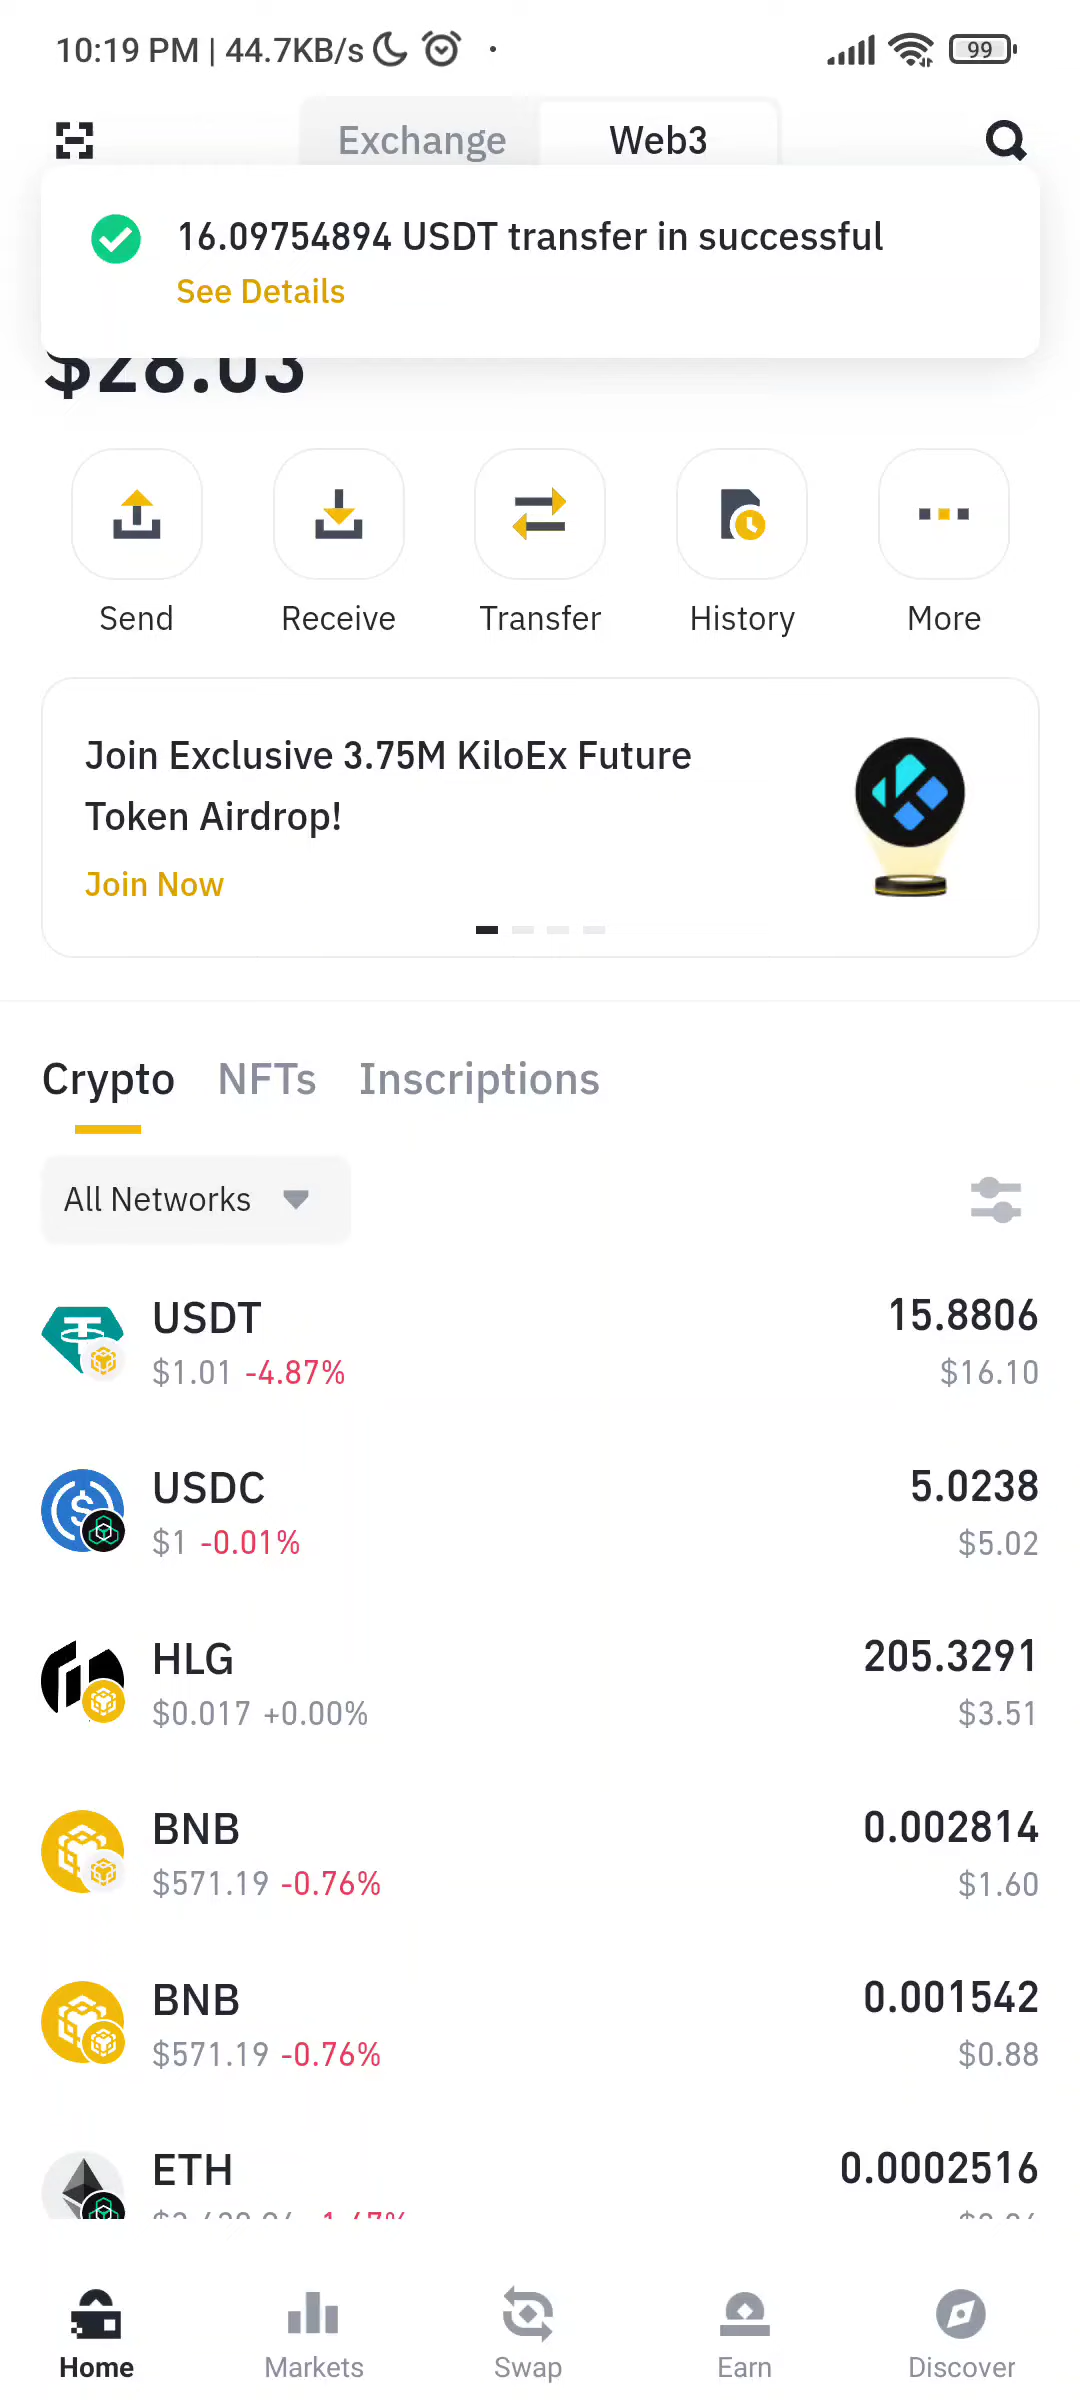 10:19 PM | 44.7KB/s
99
Exchange
Web3
16.09754894 USDT transfer in successful
See Details
$28.03
Send
Receive
Transfer
History
More
Join Exclusive 3.75M KiloEx Future
Token Airdrop!
Join Now
Crypto
NFTs
Inscriptions
All Networks
USDT
15.8806
$1.01 -4.87%
$16.10
USDC
5.0238
$1 -0.01%
$5.02
HLG
205.3291
$0.017 +0.00%
$3.51
BNB
0.002814
$571.19 -0.76%
$1.60
BNB
0.001542
$571.19 -0.76%
$0.88
ETH
0.0002516
Home
Markets
Swap
Earn
Discover